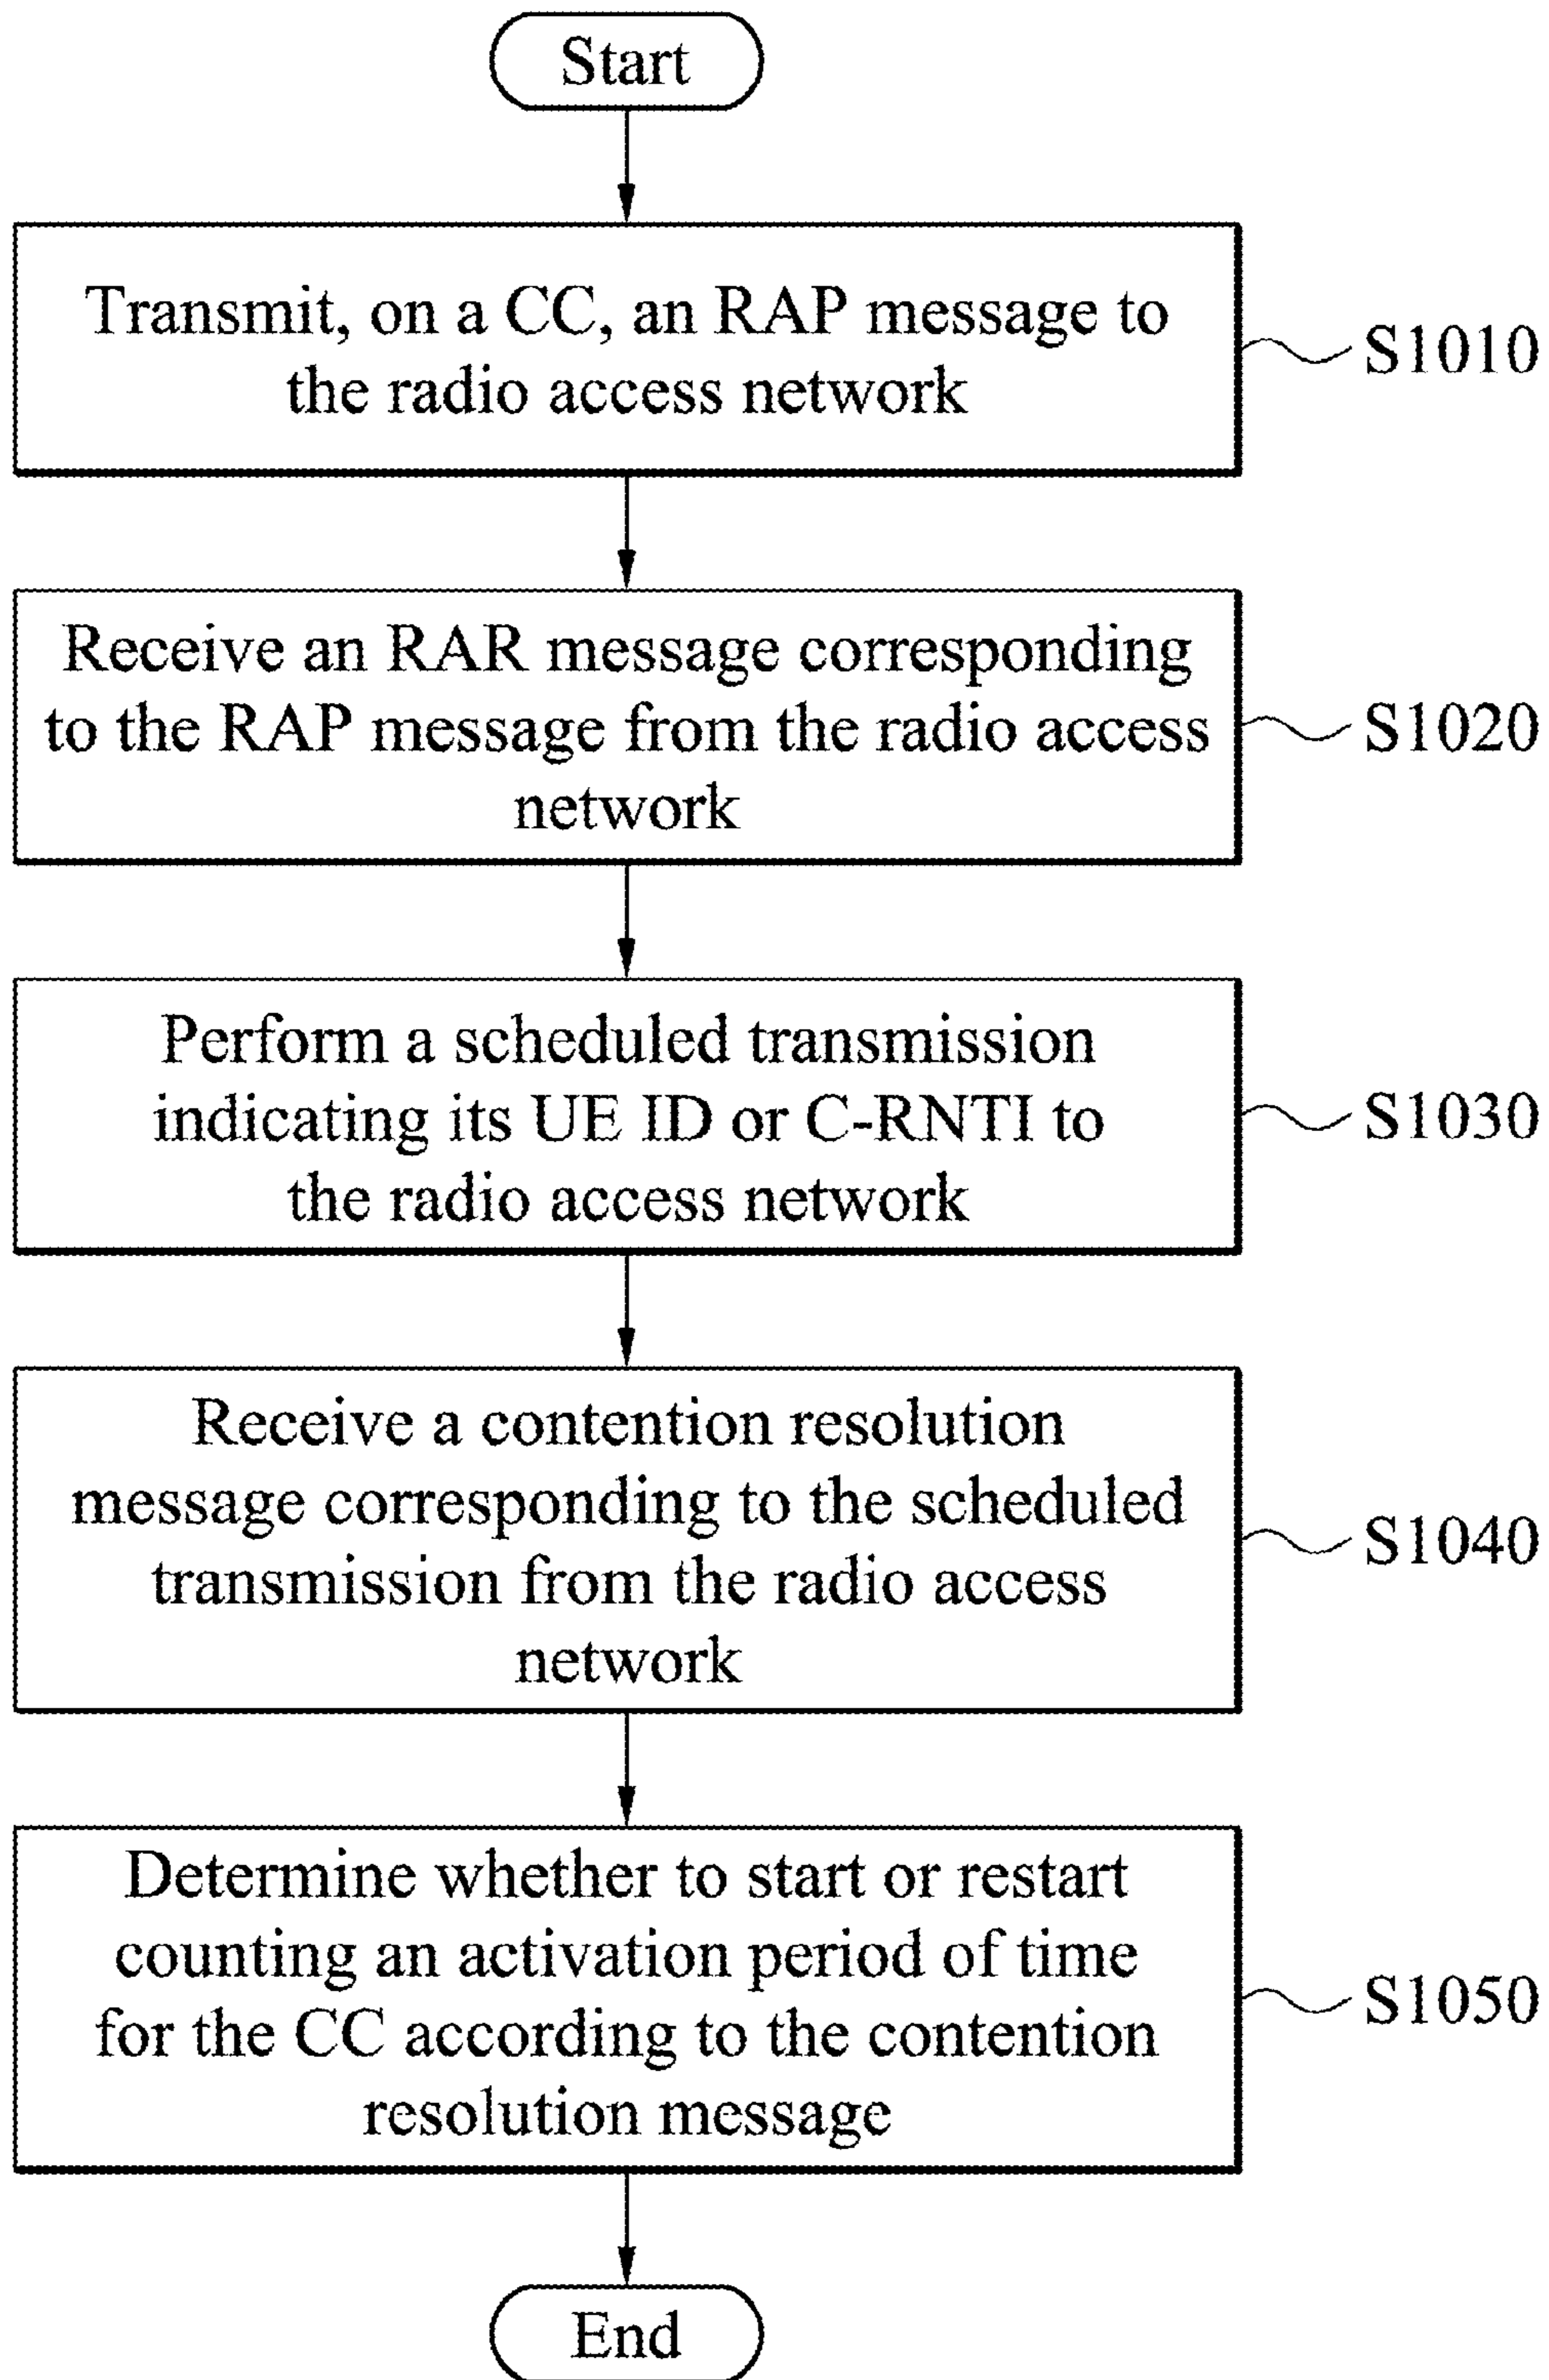 Start
Transmit, on a CC, an RAP message to
the radio access network
S1010
Receive an RAR message corresponding
to the RAP message from the radio access
network
S1020
Perform a scheduled transmission
indicating its UE ID or C-RNTI to
the radio access network
S1030
Receive a contention resolution
message corresponding to the scheduled
transmission from the radio access
network
S1040
Determine whether to start or restart
counting an activation period of time
for the CC according to the contention
resolution message
S1050
End